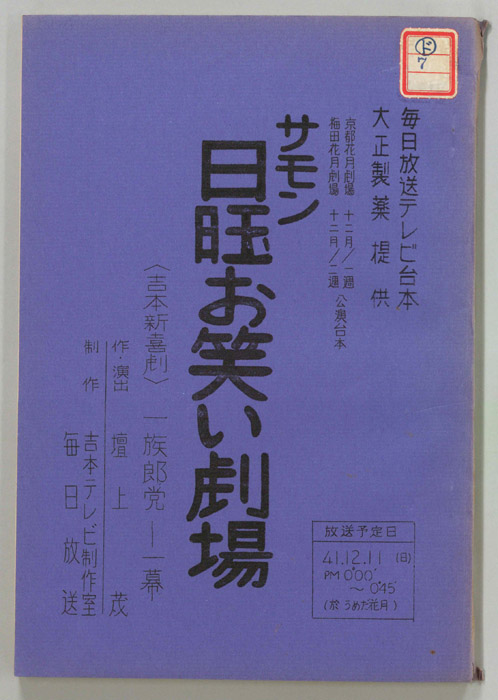 ド
7
毎日放送テレビ台本
大正製薬提供
京都花月劇場 十二月/一週
梅田花月劇場 十二月/二週
公演台本
サモン
日曜お笑い劇場
〈吉本新喜劇〉 一族郎党 一幕
作・演出 壇上 茂
制作 吉本テレビ制作室
毎日放送
放送予定日
41.12.11 (日)
PM 0:00'
~ 0:45'
(於 うめだ花月)